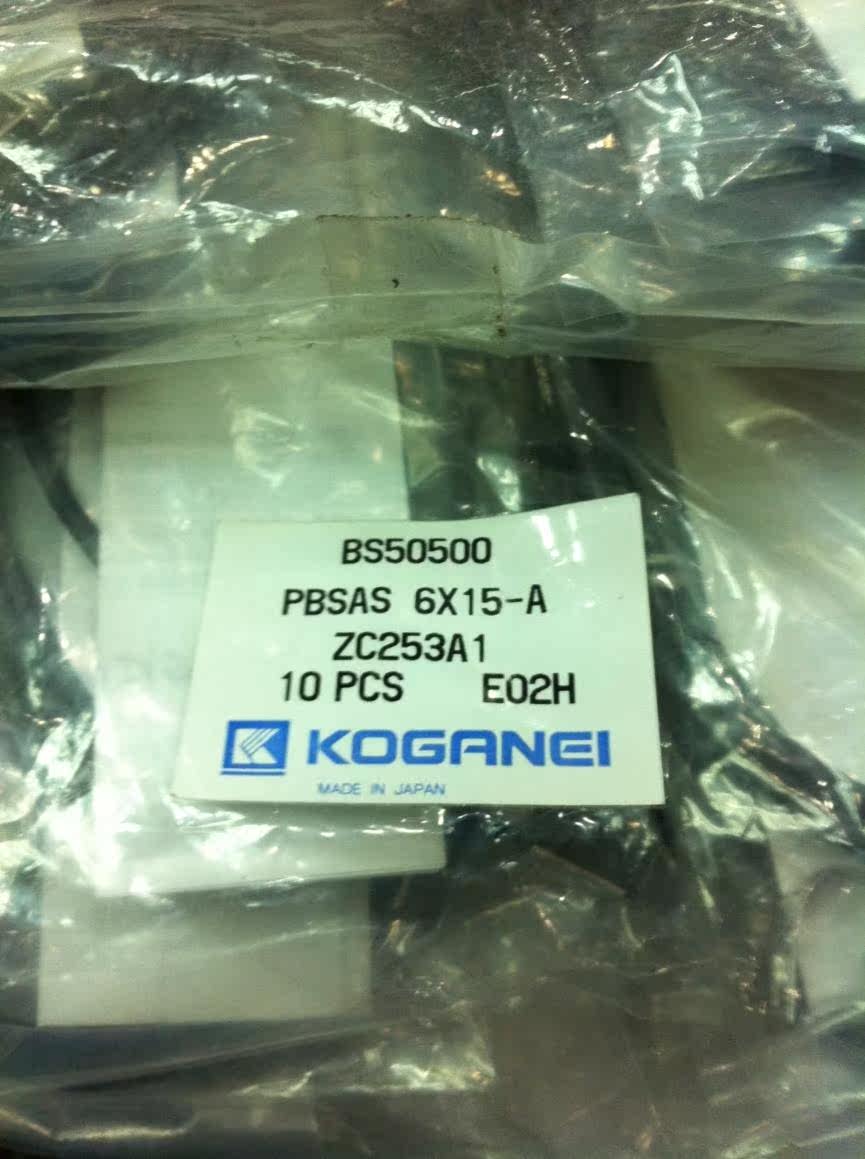 BS50500
PBSAS 6X15-A
ZC253A1
10 PCS E02H
KOGANEI
MADE IN JAPAN